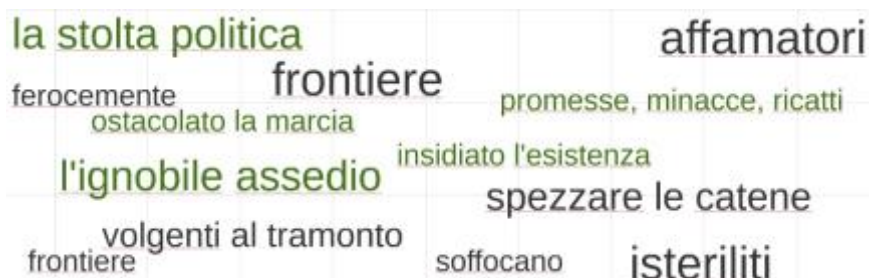 la stolta politica
affamatori
frontiere
ferocemente
promesse, minacce, ricatti
ostacolato la marcia
insidiato l'esistenza
l'ignobile assedio
spezzare le catene
volgenti al tramonto
frontiere
soffocano
isteriliti